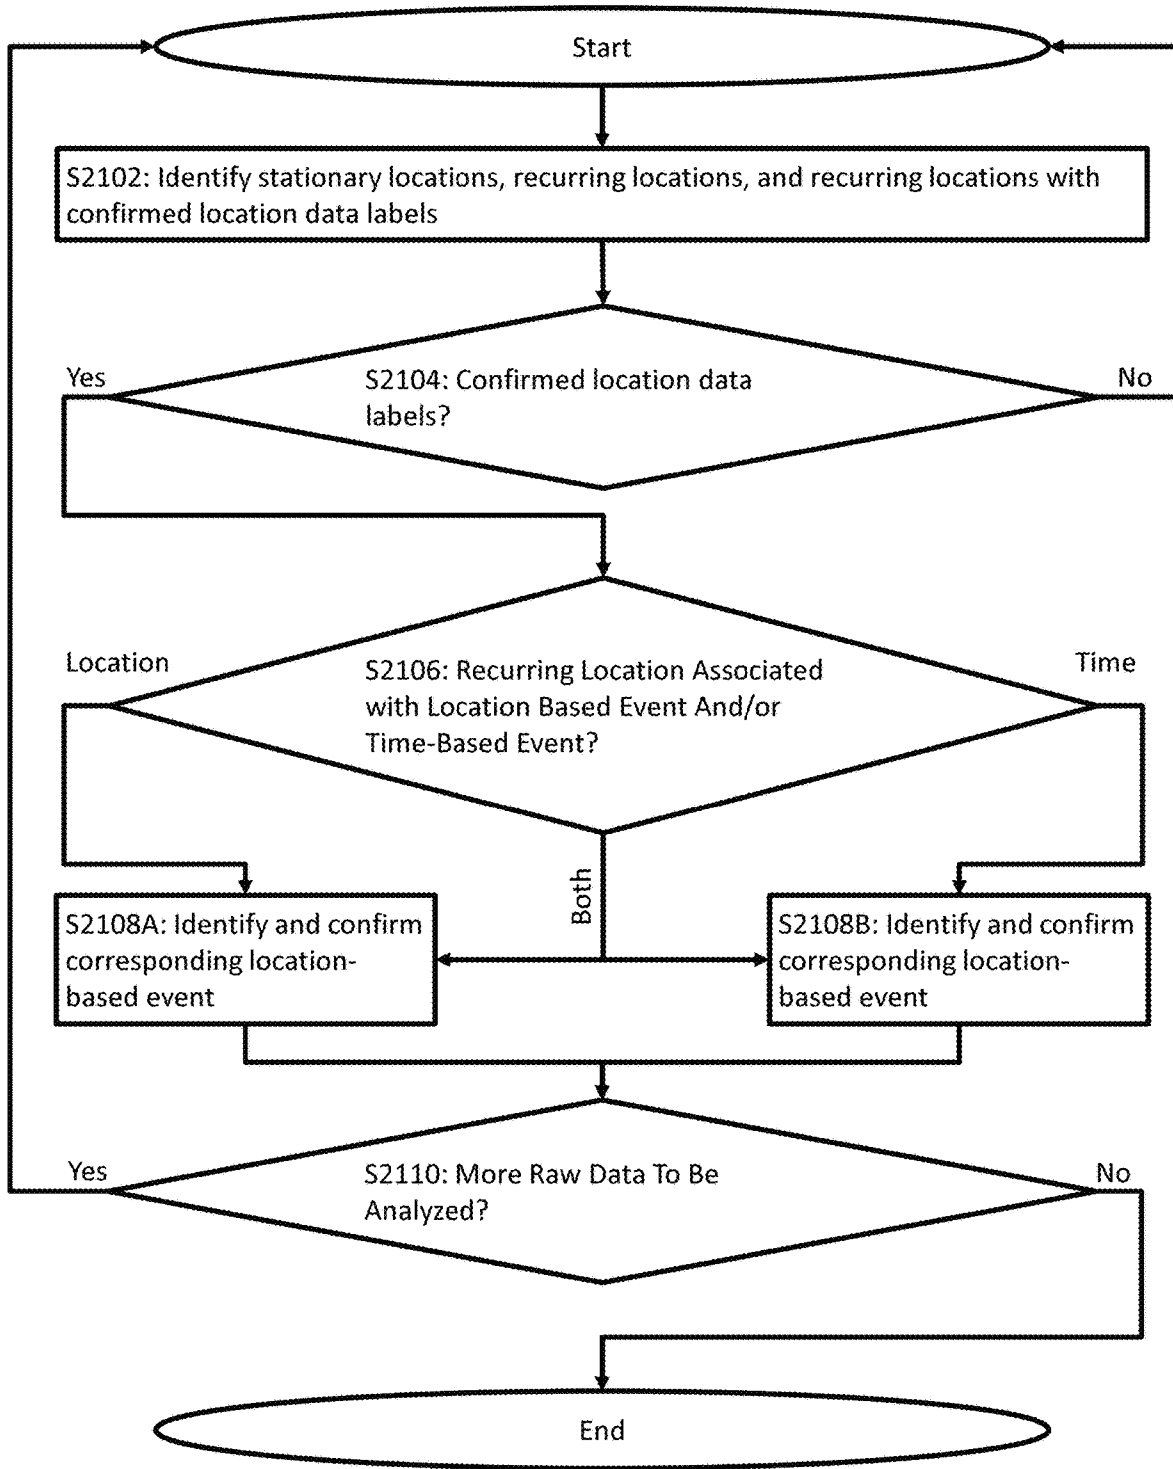 Start
S2102: Identify stationary locations, recurring locations, and recurring locations with
confirmed location data labels
Yes
No
S2104: Confirmed location data
labels?
Location
Time
S2106: Recurring Location Associated
with Location Based Event And/or
Time-Based Event?
Both
S2108A: Identify and confirm
corresponding location-
based event
S2108B: Identify and confirm
corresponding location-
based event
Yes
No
S2110: More Raw Data To Be
Analyzed?
End